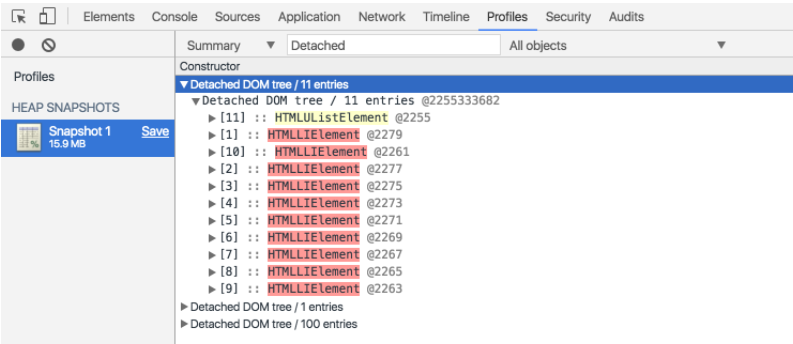 Elements Console Sources Application Network Timeline Profiles Security Audits
Summary ▼ Detached All objects ▼
Profiles
HEAP SNAPSHOTS
Snapshot 1 Save
15.9 MB
Constructor
▼Detached DOM tree / 11 entries
▼Detached DOM tree / 11 entries @2255333682
▶[11] :: HTMLUListElement @2255
▶[1] :: HTMLLIElement @2279
▶[10] :: HTMLLIElement @2261
▶[2] :: HTMLLIElement @2277
▶[3] :: HTMLLIElement @2275
▶[4] :: HTMLLIElement @2273
▶[5] :: HTMLLIElement @2271
▶[6] :: HTMLLIElement @2269
▶[7] :: HTMLLIElement @2267
▶[8] :: HTMLLIElement @2265
▶[9] :: HTMLLIElement @2263
▶Detached DOM tree / 1 entries
▶Detached DOM tree / 100 entries